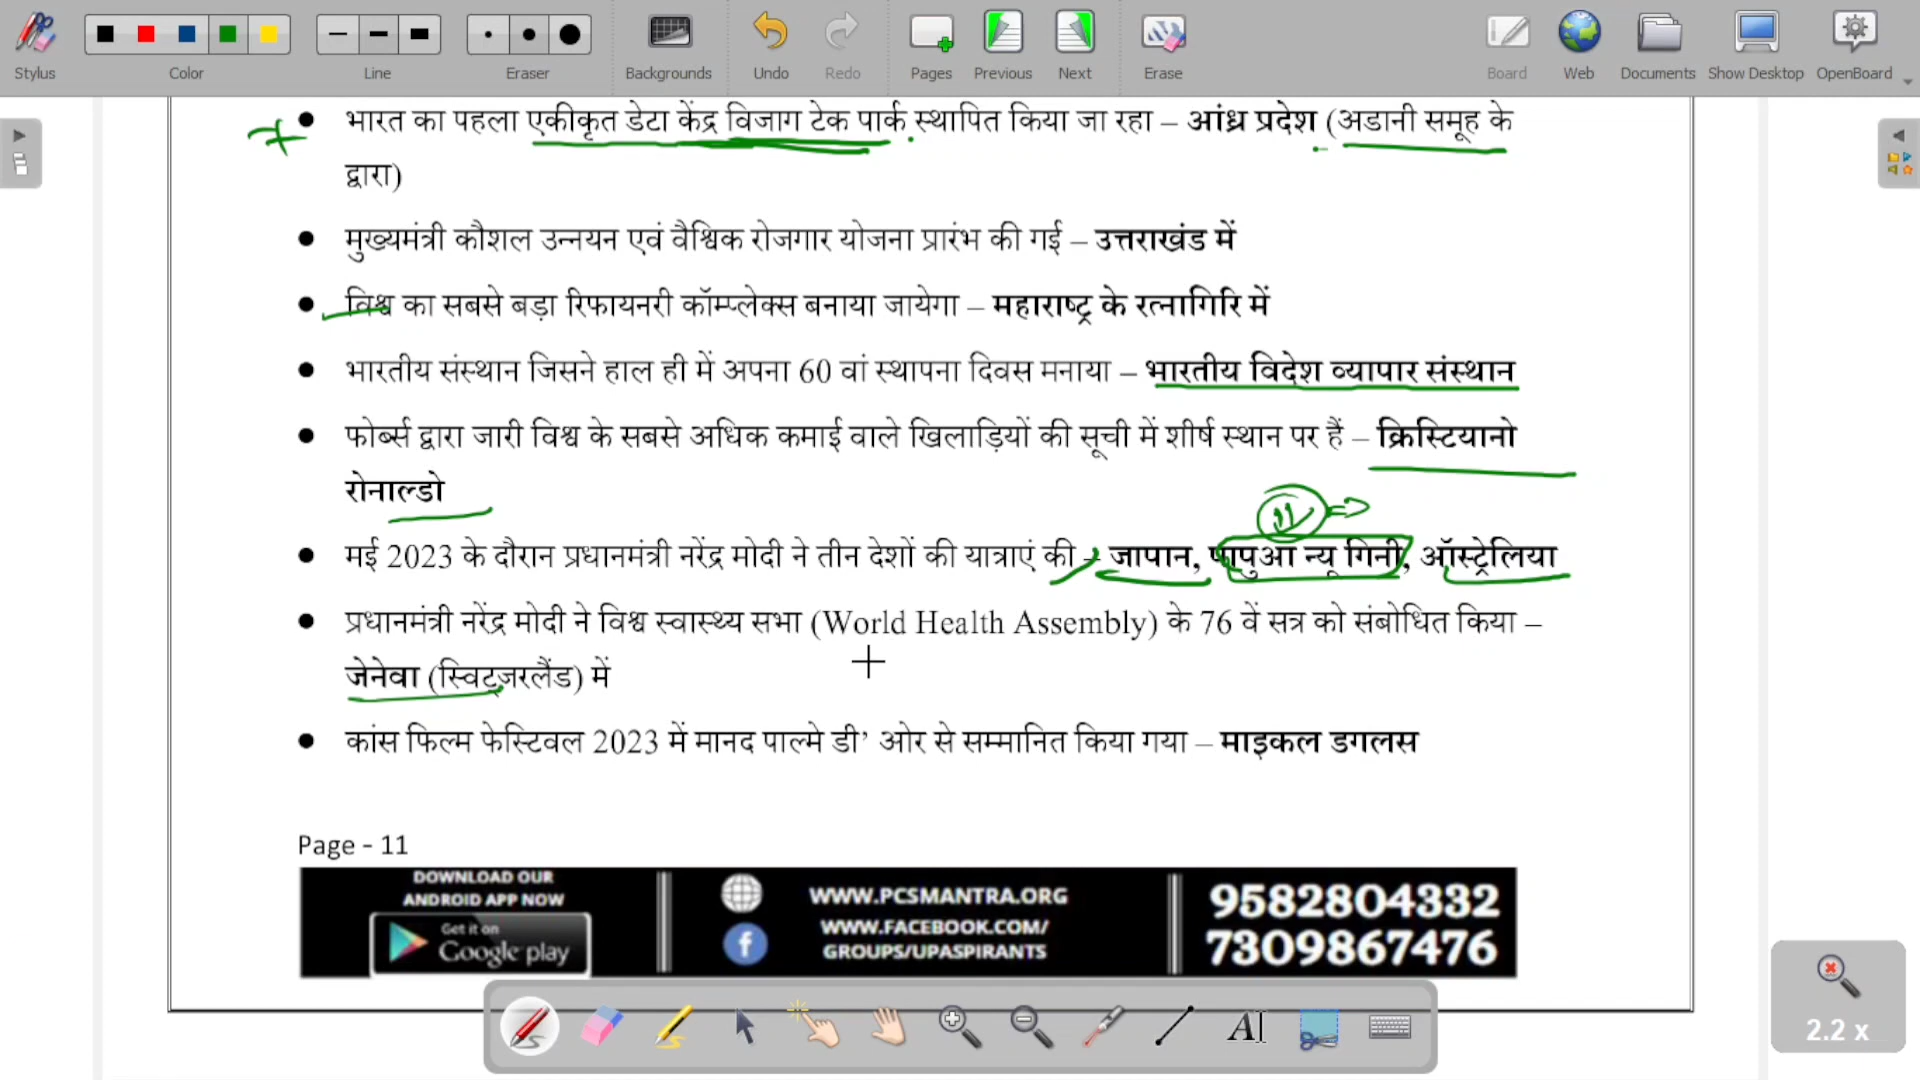 Stylus
Color
Line
Eraser
Backgrounds
Undo
Redo
Pages
Previous
Next
Erase
Board
Web
Documents
Show Desktop
OpenBoard
भारत का पहला एकीकृत डेटा केंद्र विजाग टेक पार्क स्थापित किया जा रहा – आंध्र प्रदेश (अडानी समूह के
द्वारा)
मुख्यमंत्री कौशल उन्नयन एवं वैश्विक रोजगार योजना प्रारंभ की गई – उत्तराखंड में
विश्व का सबसे बड़ा रिफायनरी कॉम्प्लेक्स बनाया जायेगा – महाराष्ट्र के रत्नागिरि में
भारतीय संस्थान जिसने हाल ही में अपना 60 वां स्थापना दिवस मनाया – भारतीय विदेश व्यापार संस्थान
फोर्ब्स द्वारा जारी विश्व के सबसे अधिक कमाई वाले खिलाड़ियों की सूची में शीर्ष स्थान पर हैं – क्रिस्टियानो
रोनाल्डो
मई 2023 के दौरान प्रधानमंत्री नरेंद्र मोदी ने तीन देशों की यात्राएं की – जापान, पापुआ न्यू गिनी, ऑस्ट्रेलिया
प्रधानमंत्री नरेंद्र मोदी ने विश्व स्वास्थ्य सभा (World Health Assembly) के 76 वें सत्र को संबोधित किया –
जेनेवा (स्विट्जरलैंड) में
कांस फिल्म फेस्टिवल 2023 में मानद पाल्मे डी’ ओर से सम्मानित किया गया – माइकल डगलस
Page - 11
DOWNLOAD OUR
ANDROID APP NOW
Get it on
Google play
WWW.PCSMANTRA.ORG
WWW.FACEBOOK.COM/
GROUPS/UPASPIRANTS
9582804332
7309867476
2.2 x